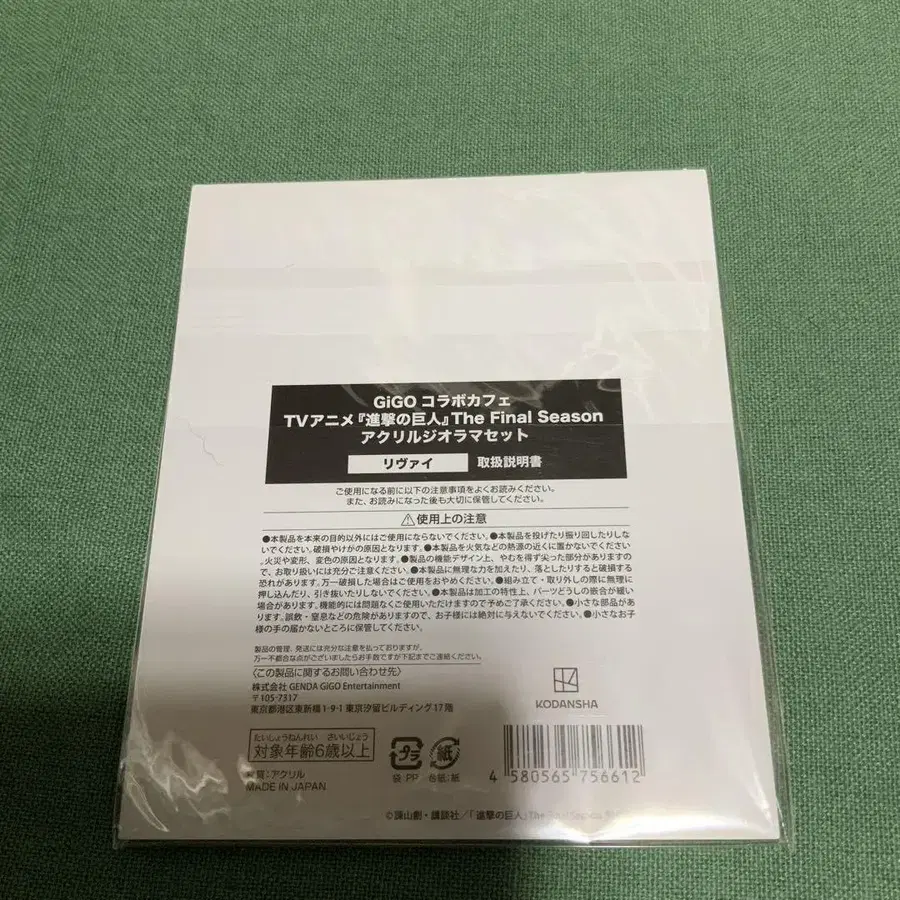 GiGO コラボカフェ
TVアニメ『進撃の巨人』The Final Season
アクリルジオラマセット
リヴァイ 取扱説明書
ご使用になる前に以下の注意事項をよくお読みください。
また、お読みになった後も大切に保管してください。
⚠使用上の注意
●本製品を本来の目的以外にはご使用にならないでください。●本製品を投げたり振り回したりしな
いでください。破損やけがの原因となります。●本製品を火気などの熱源の近くに置かないでください
。火災や変形、変色の原因となります。●製品の機能デザイン上、やむを得ず尖った部分がありますの
で、お取り扱いには充分ご注意ください。●本製品に無理な力を加えたり、落としたりすると破損する
恐れがあります。万一破損した場合はご使用をおやめください。●組み立て・取り外しの際に無理に
押し込んだり、引き抜いたりしないでください。●本製品は加工の特性上、パーツどうしの嵌合が緩い
場合があります。機能的には問題なくご使用いただけますので予めご了承ください。●小さな部品があ
ります。誤飲・窒息などの危険がありますので、お子様には絶対に与えないでください。●小さなお子
様の手の届かないところに保管してください。
製品の管理、発送には充分な注意を払っておりますが、
万一不都合な点がございましたらお手数ですが下記までご連絡ください。
〈この製品に関するお問い合わせ先〉
株式会社 GENDA GiGO Entertainment
〒105-7317
東京都港区東新橋1-9-1 東京汐留ビルディング17階
KODANSHA
たいしょうねんれい さいいじょう
対象年齢6歳以上
プラ
袋:PP
紙
台紙:紙
材質:アクリル
MADE IN JAPAN
4 580565 756612
©諫山創・講談社/「進撃の巨人」The Final Season